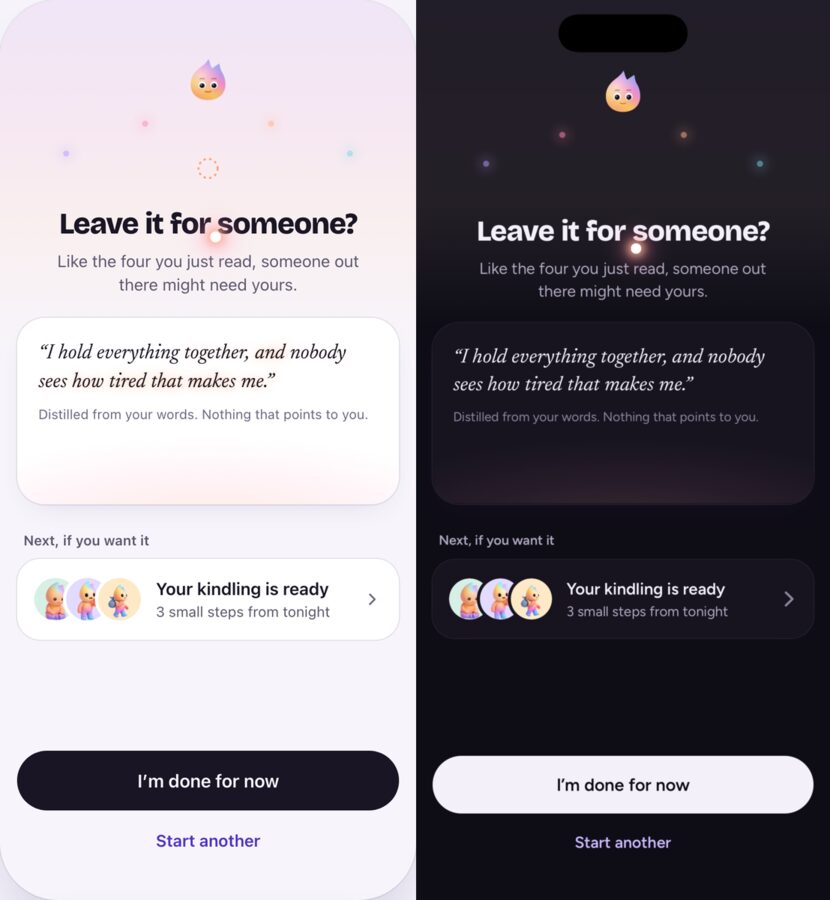 Leave it for someone?
Like the four you just read, someone out
there might need yours.
“I hold everything together, and nobody
sees how tired that makes me.”
Distilled from your words. Nothing that points to you.
Next, if you want it
Your kindling is ready
3 small steps from tonight
I’m done for now
Start another
Leave it for someone?
Like the four you just read, someone out
there might need yours.
“I hold everything together, and nobody
sees how tired that makes me.”
Distilled from your words. Nothing that points to you.
Next, if you want it
Your kindling is ready
3 small steps from tonight
I’m done for now
Start another